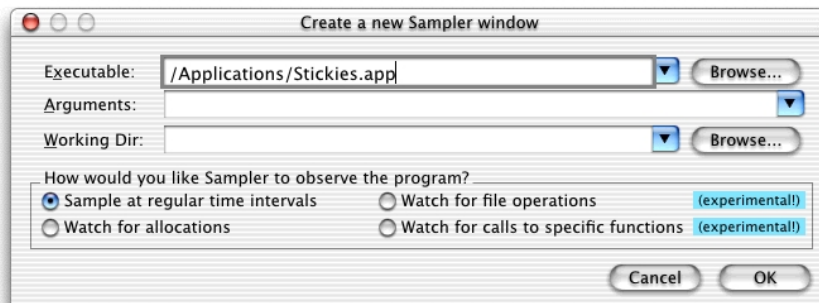 Create a new Sampler window
Executable: /Applications/Stickies.app Browse...
Arguments:
Working Dir: Browse...
How would you like Sampler to observe the program?
Sample at regular time intervals Watch for file operations (experimental!)
Watch for allocations Watch for calls to specific functions (experimental!)
Cancel OK